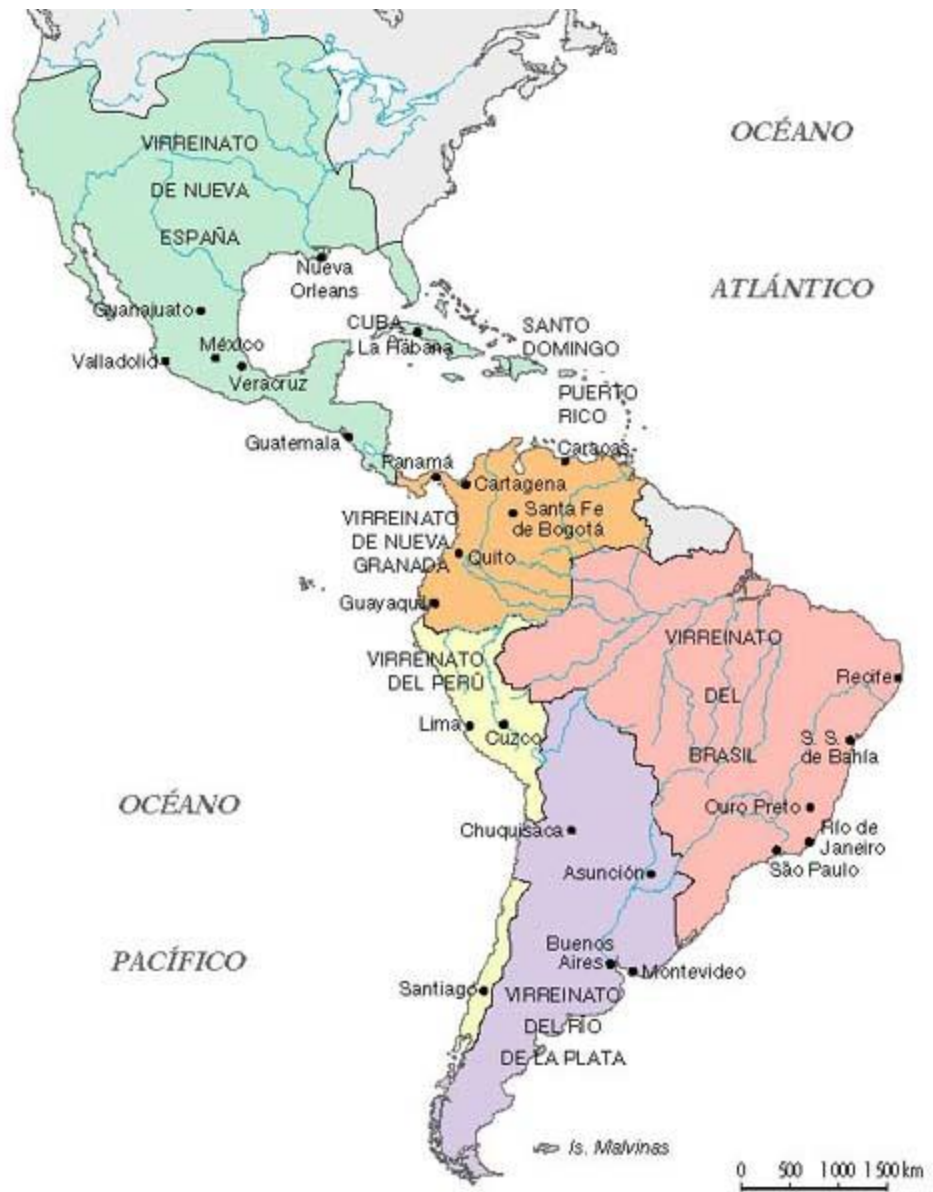 OCÉANO
VIRREINATO
DE NUEVA
ESPAÑA
Nueva
Orleans
ATLÁNTICO
Guanajuato
CUBA
La Habana
SANTO
DOMINGO
México
Valladolid
Veracruz
PUERTO
RICO
Guatemala
Panamá
Caracas
Cartagena
Santa Fe
de Bogotá
VIRREINATO
DE NUEVA
GRANADA
Quito
Guayaquil
VIRREINATO
DEL PERÚ
VIRREINATO
DEL
BRASIL
Recife
Lima
Cuzco
S. S.
de Bahía
OCÉANO
Ouro Preto
Chuquisaca
Río de
Janeiro
São Paulo
Asunción
PACÍFICO
Buenos
Aires
Montevideo
Santiago
VIRREINATO
DEL RÍO
DE LA PLATA
Is. Malvinas
0 500 1000 1500 km